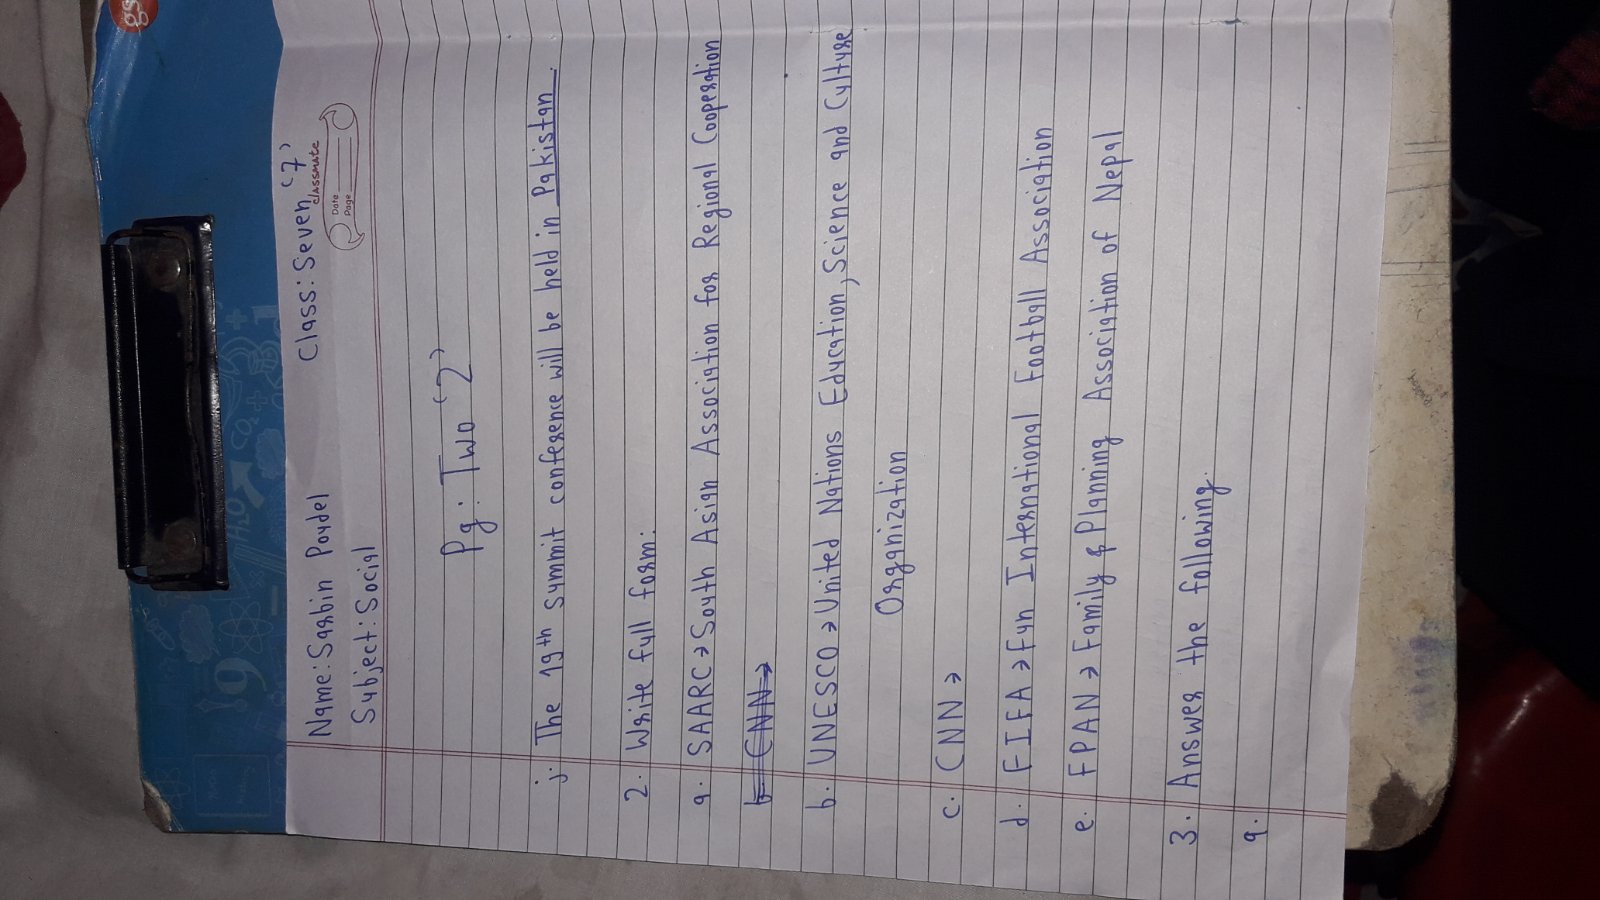 Name: Sarbin Poudel Class: Seven '7'
Subject: Social
classmate
Date
Page
Pg: Two '2'
j. The 19th summit conference will be held in Pakistan.
2. Write full form:
a. SAARC → South Asian Association for Regional Cooperation
b. CNN →
b. UNESCO → United Nations Education, Science and Culture
Organization
c. CNN →
d. FIFA → Fun International Football Association
e. FPAN → Family & Planning Association of Nepal
3. Answer the following.
a.